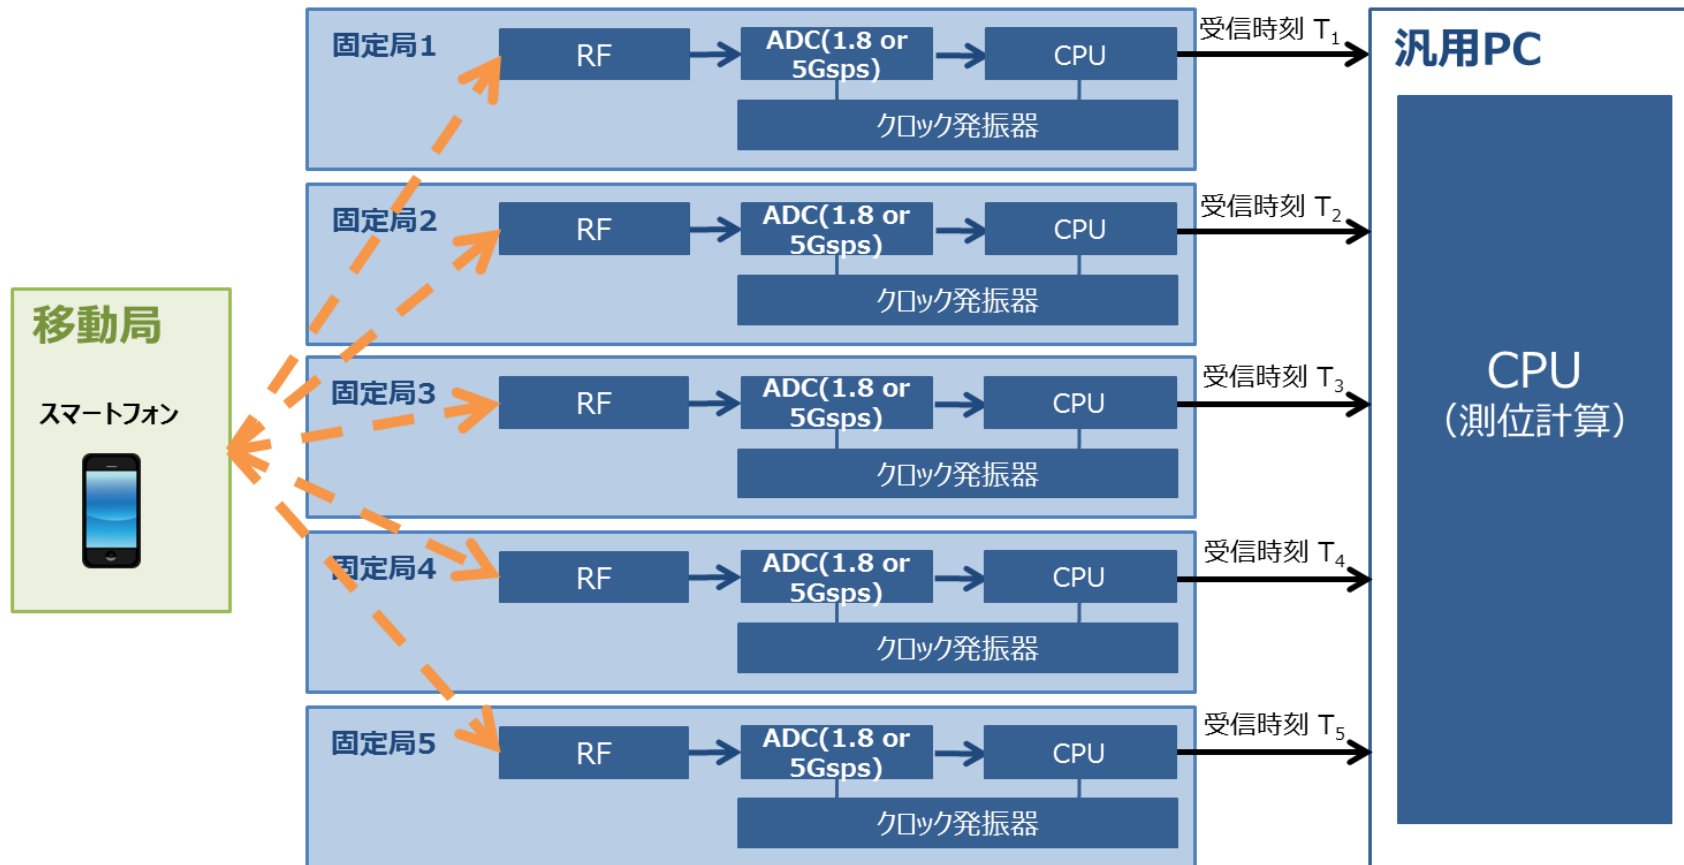 移動局
スマートフォン
固定局1
RF
ADC(1.8 or
5Gsps)
CPU
クロック発振器
受信時刻 T₁
固定局2
RF
ADC(1.8 or
5Gsps)
CPU
クロック発振器
受信時刻 T₂
固定局3
RF
ADC(1.8 or
5Gsps)
CPU
クロック発振器
受信時刻 T₃
固定局4
RF
ADC(1.8 or
5Gsps)
CPU
クロック発振器
受信時刻 T₄
固定局5
RF
ADC(1.8 or
5Gsps)
CPU
クロック発振器
受信時刻 T₅
汎用PC
CPU
（測位計算）